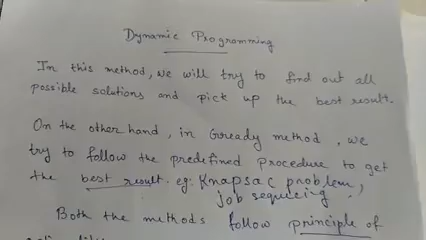 Dynamic Programming
In this method, we will try to find out all
possible solutions and pick up the best result.
On the other hand, in Gready method, we
try to follow the predefined procedure to get
the best result. eg: Knapsac problem,
job sequcing
Both the methods follow principle of